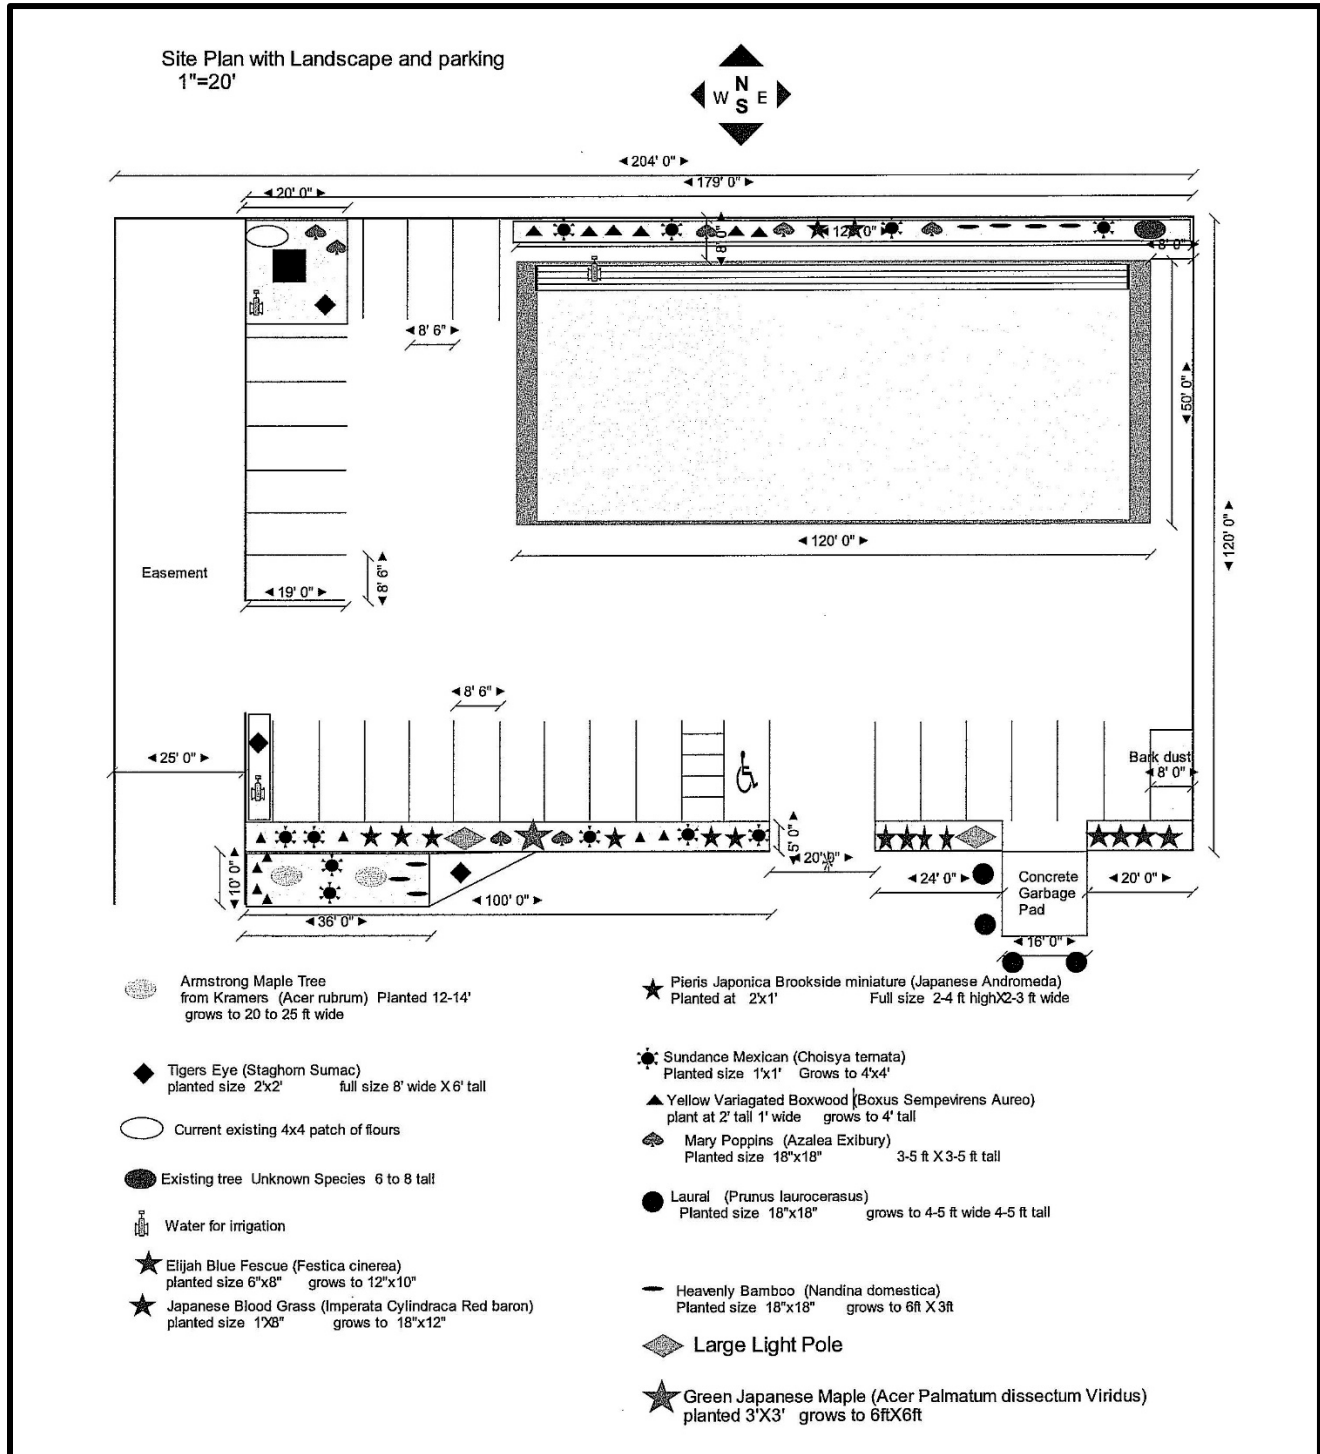 Site Plan with Landscape and parking
1"=20'
N
W E
S
204' 0"
179' 0"
20' 0"
8' 0"
8' 0"
8' 6"
50' 0"
120' 0"
120' 0"
Easement
19' 0"
8' 6"
8' 6"
25' 0"
Bark dust
8' 0"
5' 0"
20' 0"
10' 0"
24' 0"
Concrete
Garbage
Pad
20' 0"
100' 0"
36' 0"
16' 0"
Armstrong Maple Tree
from Kramers (Acer rubrum) Planted 12-14'
grows to 20 to 25 ft wide
Tigers Eye (Staghorn Sumac)
planted size 2'x2' full size 8' wide X 6' tall
Current existing 4x4 patch of flours
Existing tree Unknown Species 6 to 8 tall
Water for irrigation
Elijah Blue Fescue (Festica cinerea)
planted size 6"x8" grows to 12"x10"
Japanese Blood Grass (Imperata Cylindraca Red baron)
planted size 1'X8" grows to 18"x12"
Pieris Japonica Brookside miniature (Japanese Andromeda)
Planted at 2'x1' Full size 2-4 ft highX2-3 ft wide
Sundance Mexican (Choisya ternata)
Planted size 1'x1' Grows to 4'x4'
Yellow Variagated Boxwood (Boxus Sempevirens Aureo)
plant at 2' tall 1' wide grows to 4' tall
Mary Poppins (Azalea Exibury)
Planted size 18"x18" 3-5 ft X 3-5 ft tall
Laural (Prunus laurocerasus)
Planted size 18"x18" grows to 4-5 ft wide 4-5 ft tall
Heavenly Bamboo (Nandina domestica)
Planted size 18"x18" grows to 6ft X 3ft
Large Light Pole
Green Japanese Maple (Acer Palmatum dissectum Viridus)
planted 3'X3' grows to 6ftX6ft